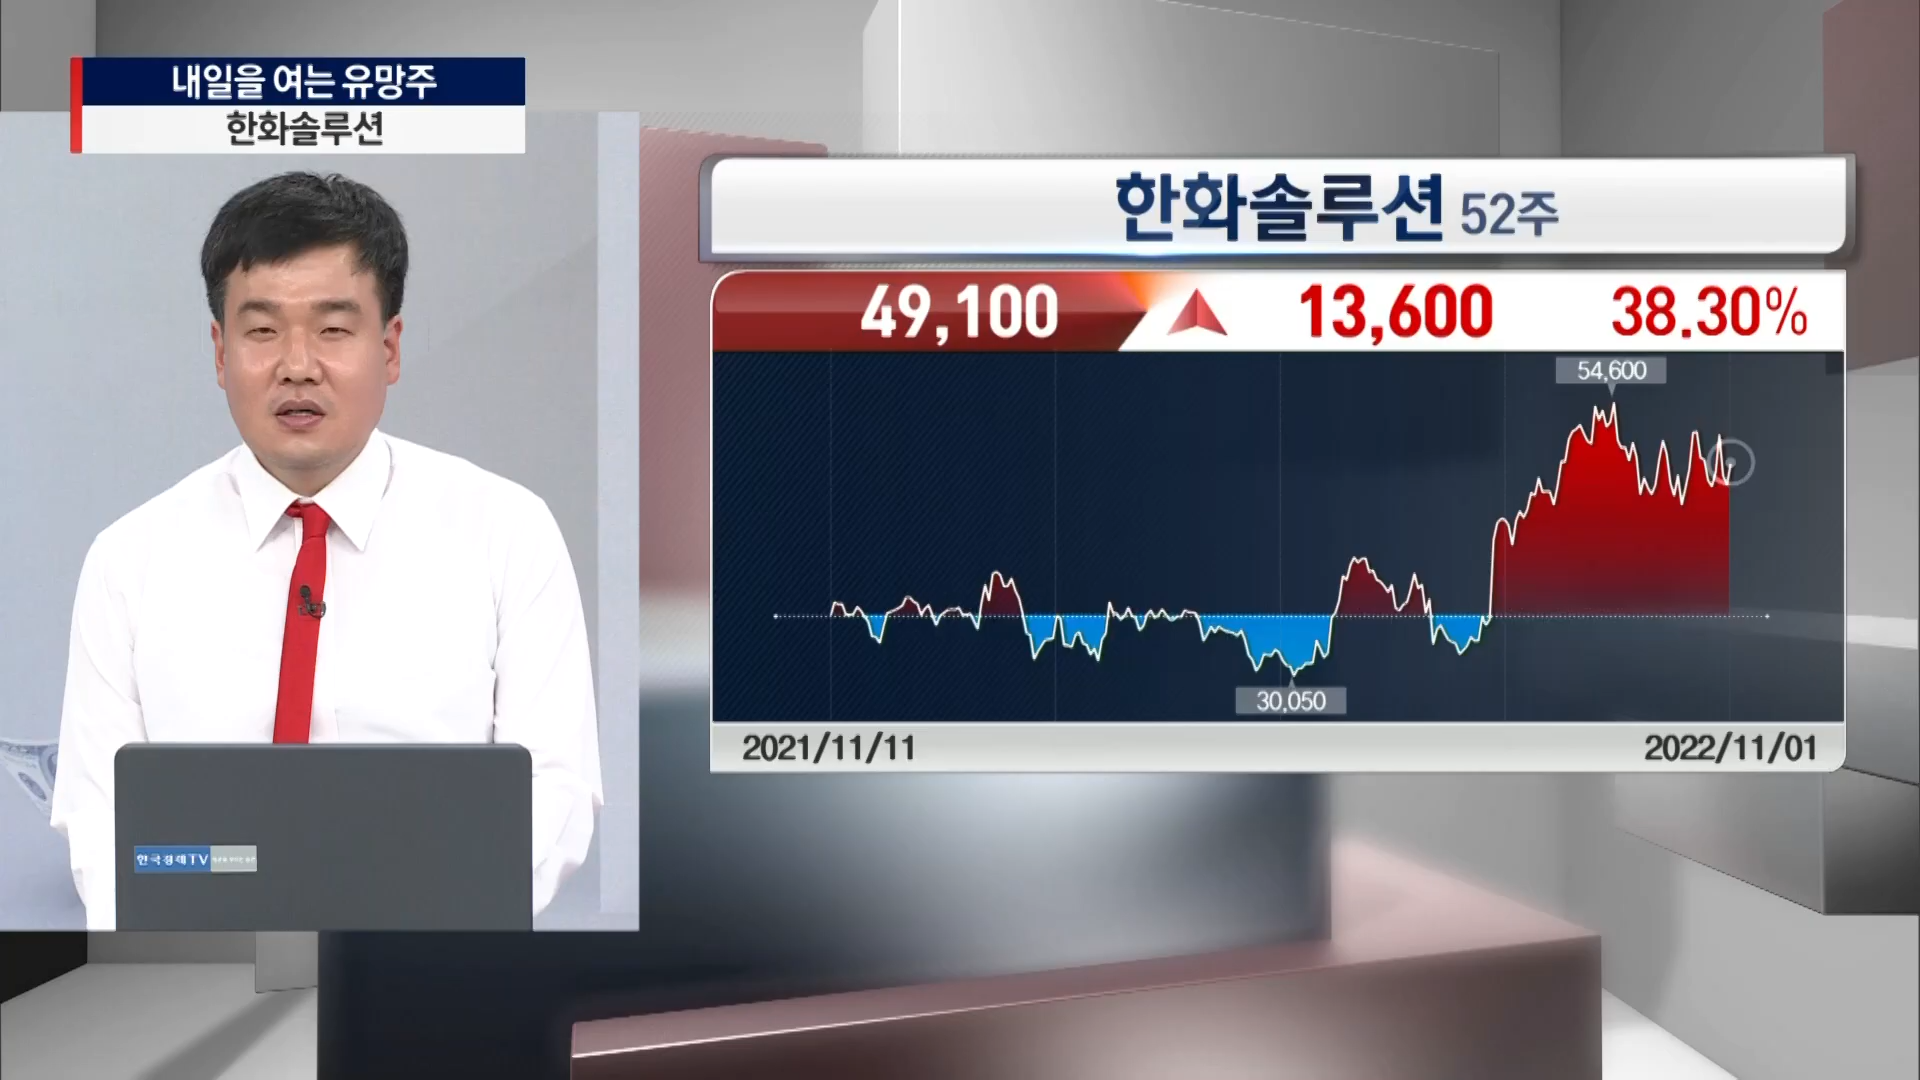 내일을 여는 유망주
한화솔루션
한화솔루션 52주
49,100 13,600 38.30%
54,600
30,050
2021/11/11 2022/11/01
한국경제TV